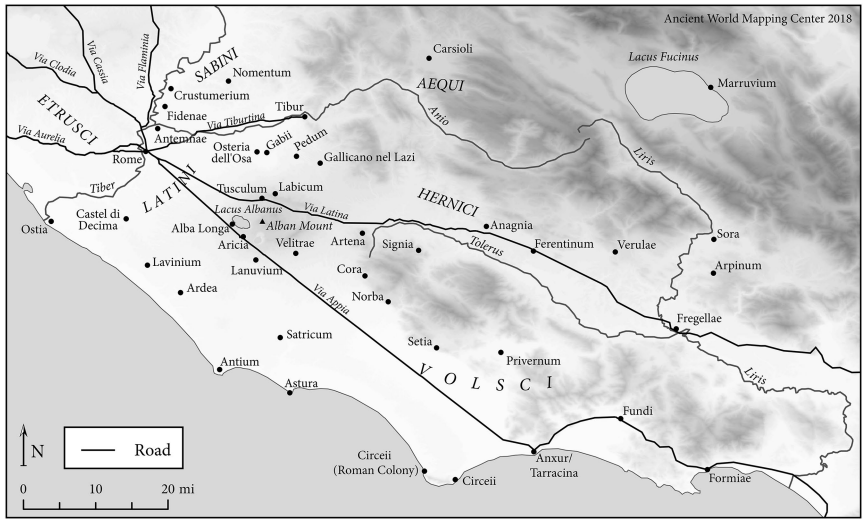 Ancient World Mapping Center 2018
Via Clodia
Via Cassia
Via Flaminia
SABINI
Nomentum
Carsioli
Lacus Fucinus
Marruvium
AEQUI
Crustumerium
Fidenae
Tibur
Via Tiburtina
Anio
ETRUSCI
Via Aurelia
Antemnae
Rome
Osteria
dell'Osa
Gabii
Pedum
Gallicano nel Lazi
Liris
Tiber
LATINI
Tusculum
Labicum
Lacus Albanus
Via Latina
HERNICI
Ostia
Castel di
Decima
Alba Longa
Alban Mount
Aricia
Velitrae
Artena
Signia
Tolerus
Anagnia
Ferentinum
Verulae
Sora
Arpinum
Lavinium
Lanuvium
Cora
Ardea
Via Appia
Norba
Fregellae
Satricum
Setia
Privernum
VOLSCI
Liris
Antium
Astura
Fundi
N
Road
Circeii
(Roman Colony)
Circeii
Anxur/
Tarracina
Formiae
0 10 20 mi